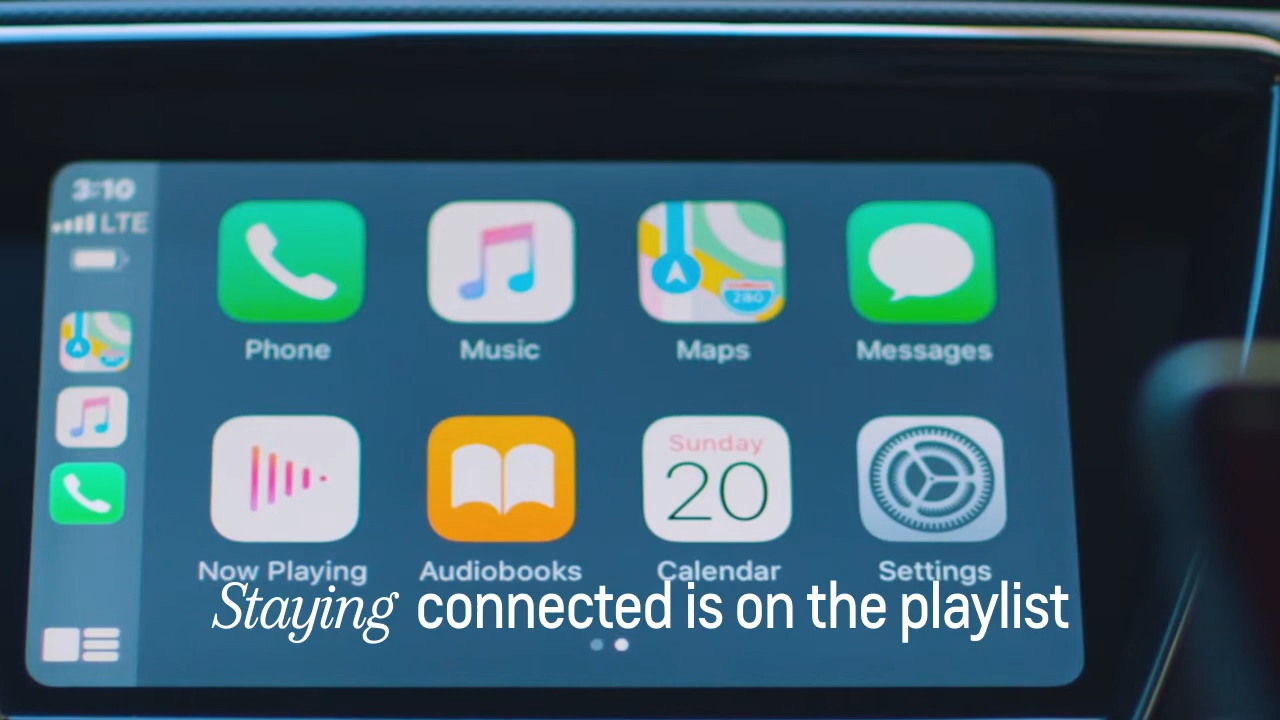 3:10
LTE
280
Phone
Music
Maps
Messages
Sunday
20
Now Playing
Audiobooks
Calendar
Settings
Staying connected is on the playlist